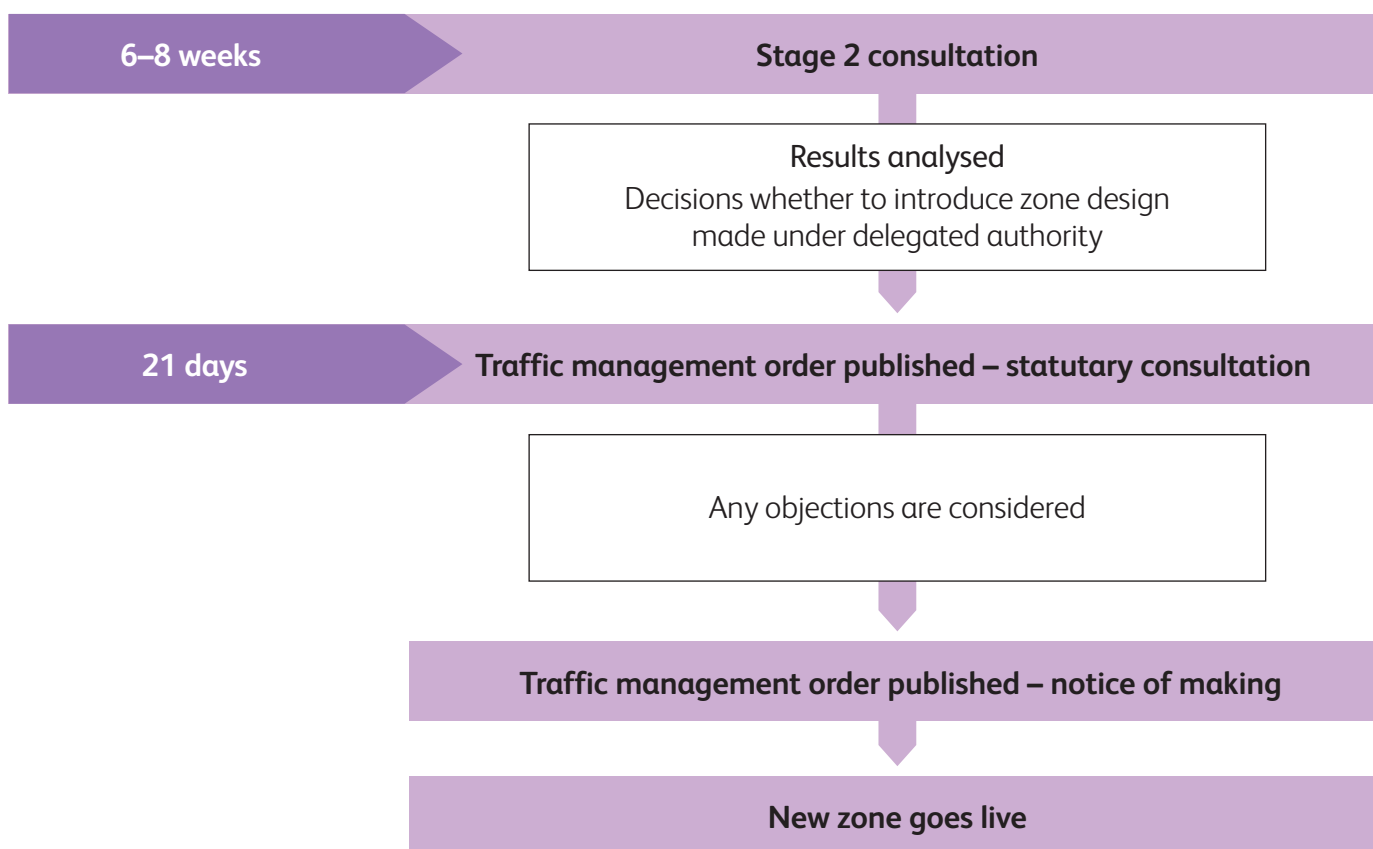 6–8 weeks
Stage 2 consultation
Results analysed
Decisions whether to introduce zone design
made under delegated authority
21 days
Traffic management order published – statutary consultation
Any objections are considered
Traffic management order published – notice of making
New zone goes live